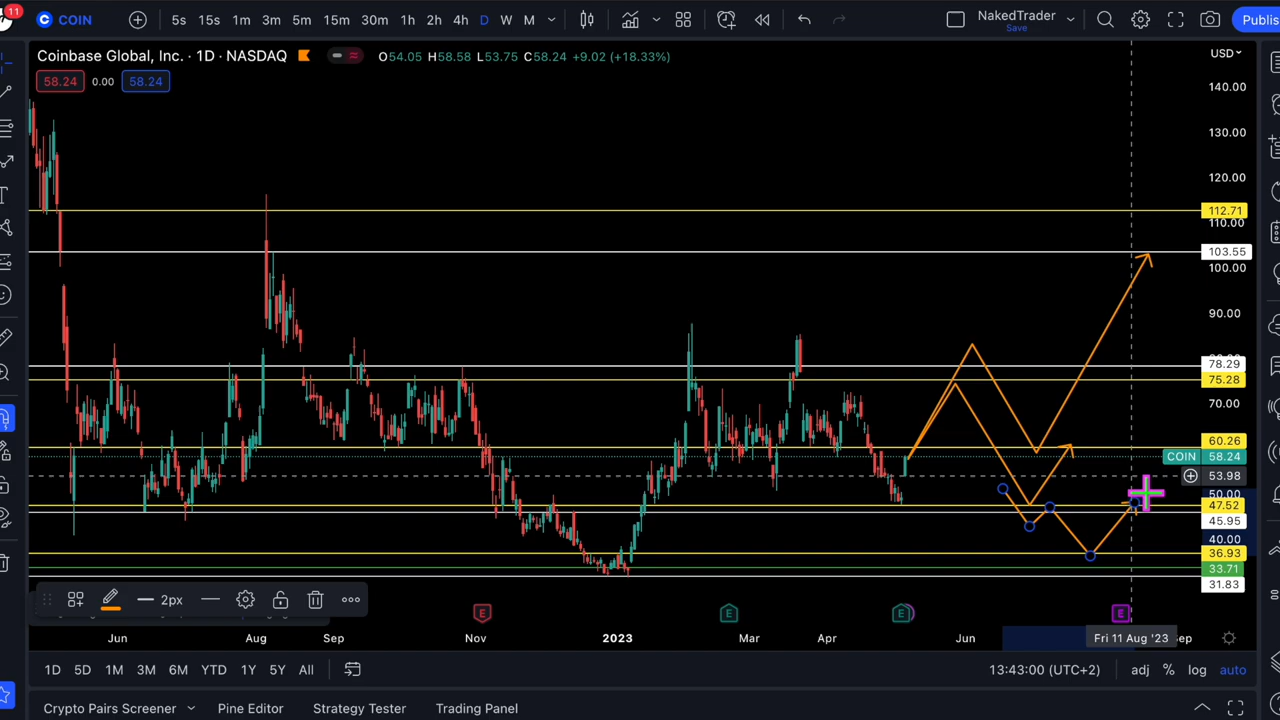 11
COIN
5s 15s 1m 3m 5m 15m 30m 1h 2h 4h D W M
NakedTrader
Save
Publis
Coinbase Global, Inc. · 1D · NASDAQ
O54.05 H58.58 L53.75 C58.24 +9.02 (+18.33%)
USD
58.24 0.00 58.24
140.00
130.00
120.00
112.71
110.00
103.55
100.00
90.00
78.29
75.28
70.00
60.26
COIN 58.24
53.98
50.00
47.52
45.95
40.00
36.93
33.71
31.83
2px
E E E E
Jun Aug Sep Nov 2023 Mar Apr Jun Fri 11 Aug '23 ep
1D 5D 1M 3M 6M YTD 1Y 5Y All
13:43:00 (UTC+2) adj % log auto
Crypto Pairs Screener Pine Editor Strategy Tester Trading Panel